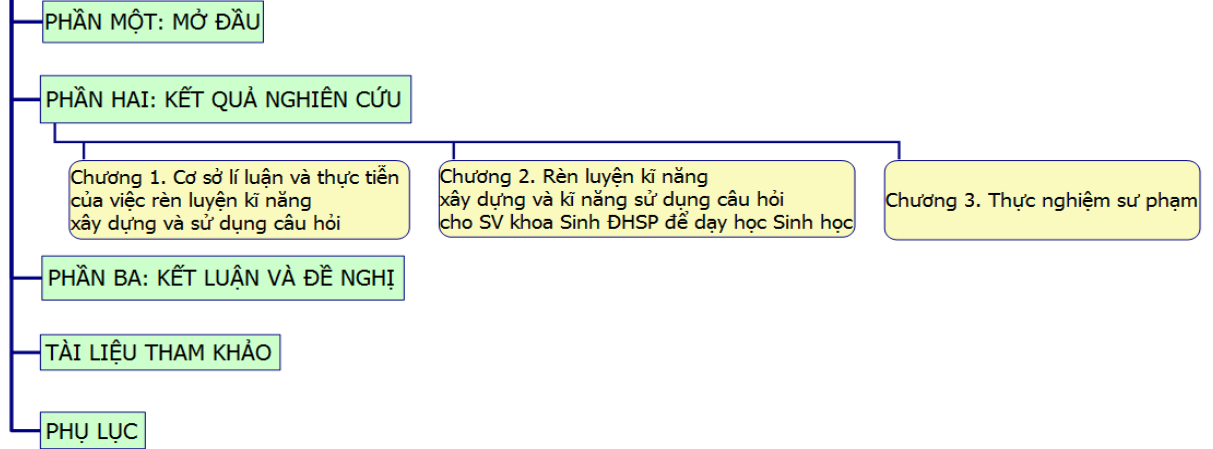 PHẦN MỘT: MỞ ĐẦU
PHẦN HAI: KẾT QUẢ NGHIÊN CỨU
Chương 1. Cơ sở lí luận và thực tiễn
của việc rèn luyện kĩ năng
xây dựng và sử dụng câu hỏi
Chương 2. Rèn luyện kĩ năng
xây dựng và kĩ năng sử dụng câu hỏi
cho SV khoa Sinh ĐHSP để dạy học Sinh học
Chương 3. Thực nghiệm sư phạm
PHẦN BA: KẾT LUẬN VÀ ĐỀ NGHỊ
TÀI LIỆU THAM KHẢO
PHỤ LỤC